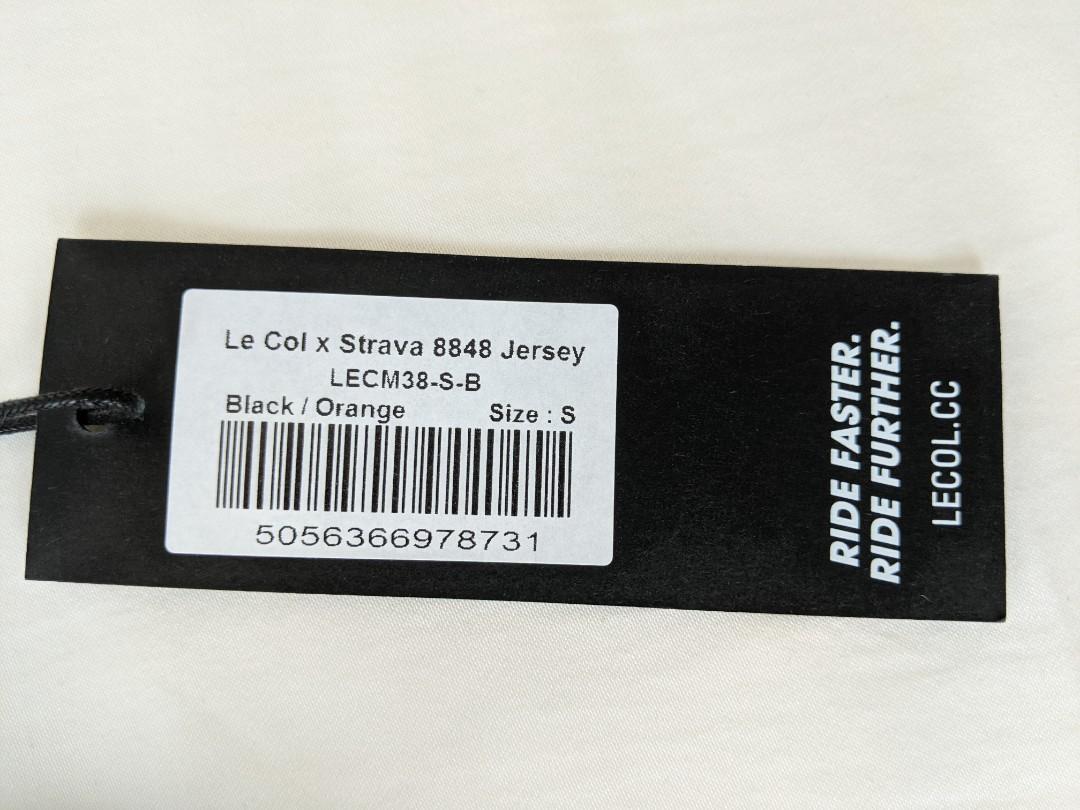 Le Col x Strava 8848 Jersey
LECM38-S-B
Black / Orange Size : S
5056366978731
RIDE FASTER.
RIDE FURTHER.
LECOL.CC